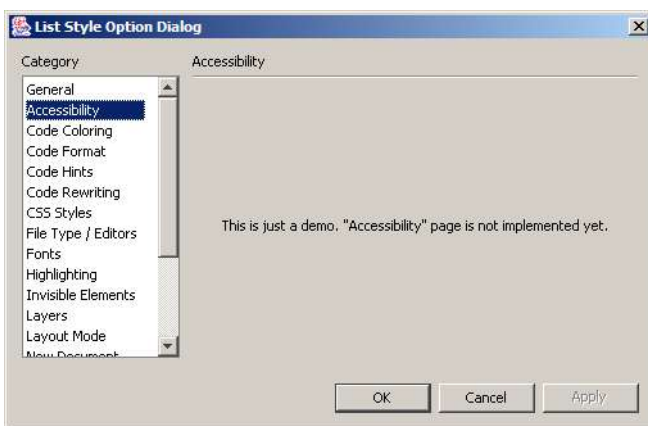 List Style Option Dialog
Category
Accessibility
General
Accessibility
Code Coloring
Code Format
Code Hints
Code Rewriting
CSS Styles
File Type / Editors
Fonts
Highlighting
Invisible Elements
Layers
Layout Mode
New Document
This is just a demo. "Accessibility" page is not implemented yet.
OK
Cancel
Apply